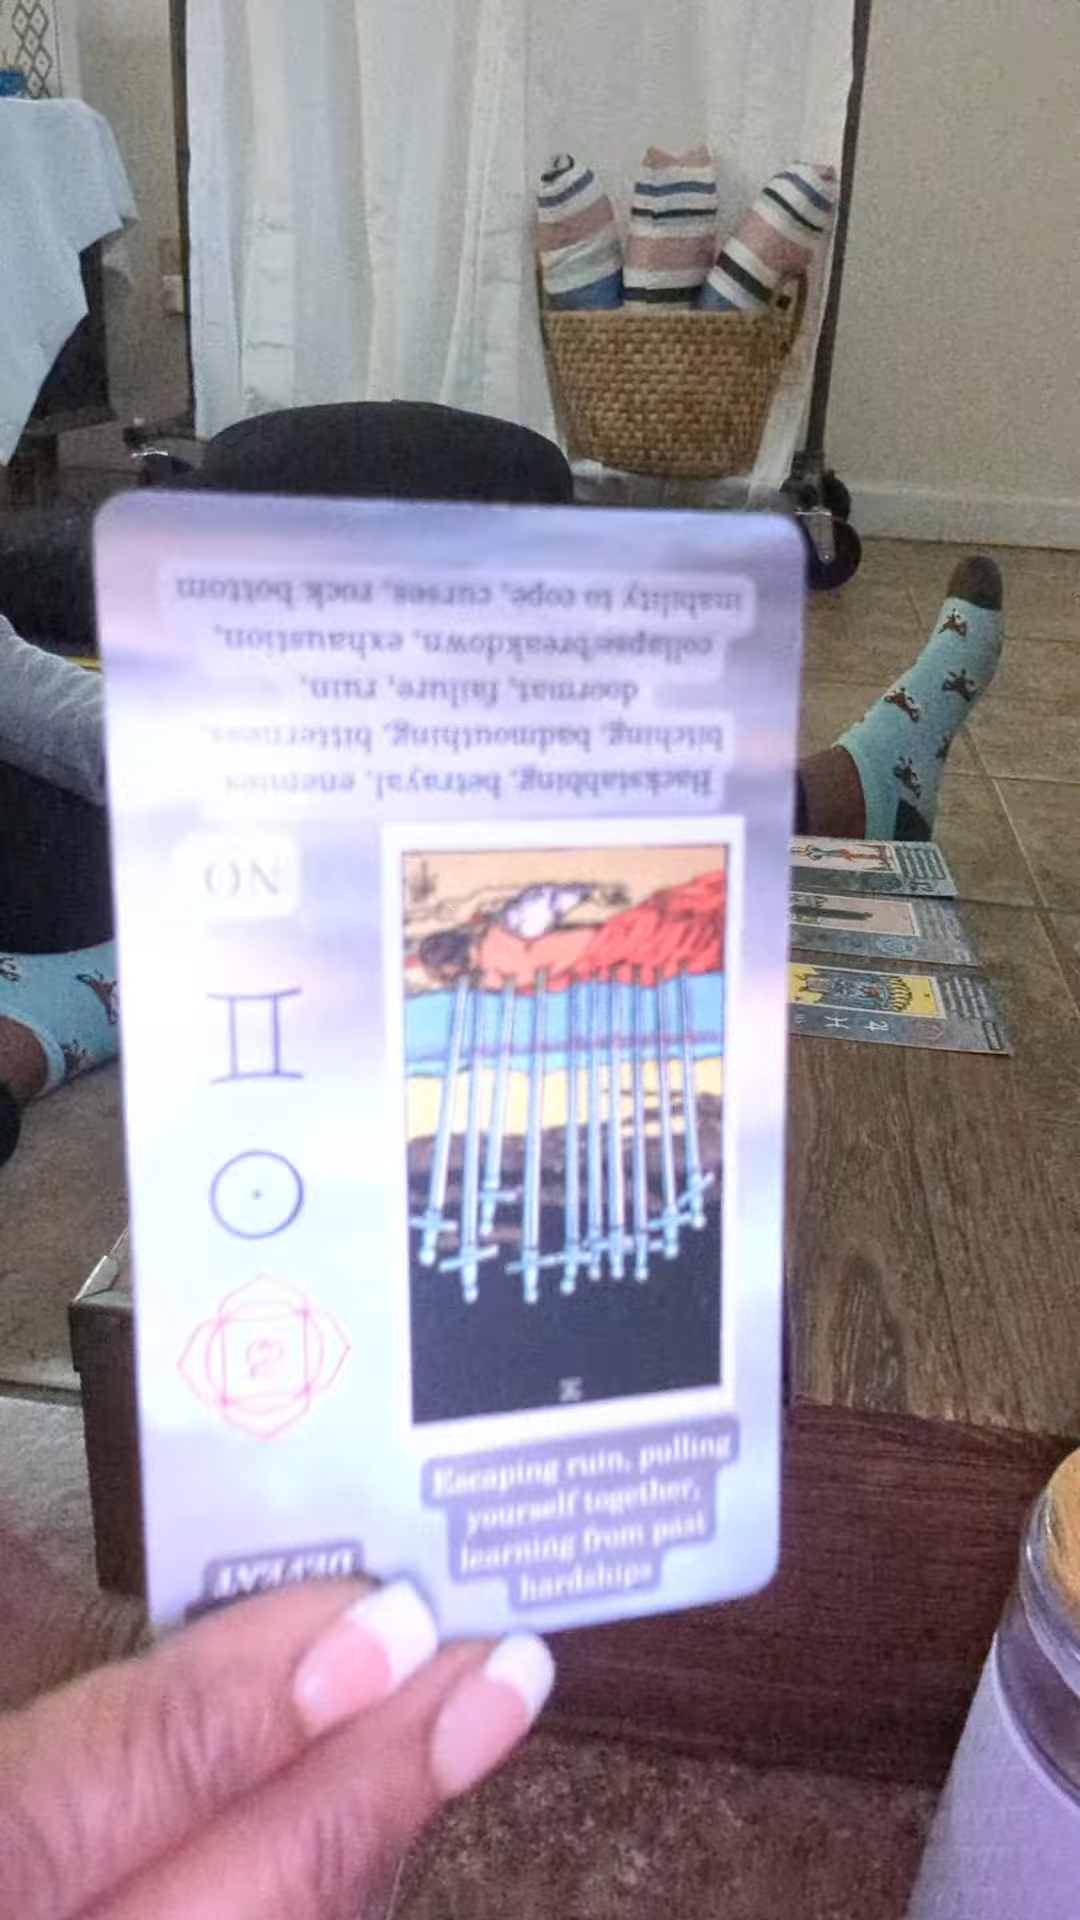 inability to cope, curses, rock bottom
collapse/breakdown, exhaustion,
doormat, failure, ruin,
bitching, badmouthing, bitterness,
Backstabbing, betrayal, enemies
NO
X
Escaping ruin, pulling
yourself together,
learning from past
hardships
DEFEAT